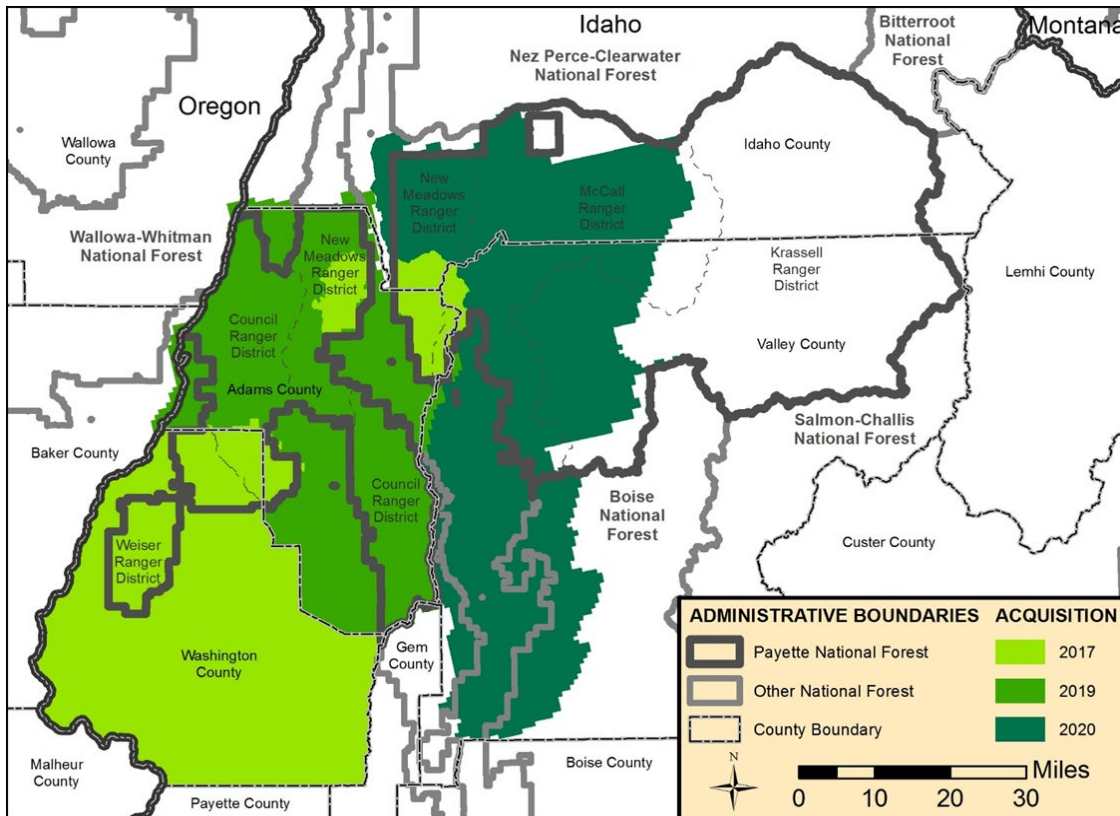 Idaho
Montana
Bitterroot
National
Forest
Nez Perce-Clearwater
National Forest
Oregon
Wallowa
County
Idaho County
New
Meadows
Ranger
District
McCall
Ranger
District
Wallowa-Whitman
National Forest
New
Meadows
Ranger
District
Krassell
Ranger
District
Lemhi County
Council
Ranger
District
Valley County
Adams County
Salmon-Challis
National Forest
Baker County
Council
Ranger
District
Boise
National
Forest
Weiser
Ranger
District
Custer County
Washington
County
Gem
County
Malheur
County
Payette County
Boise County
ADMINISTRATIVE BOUNDARIES ACQUISITION
Payette National Forest 2017
Other National Forest 2019
County Boundary 2020
N
Miles
0 10 20 30